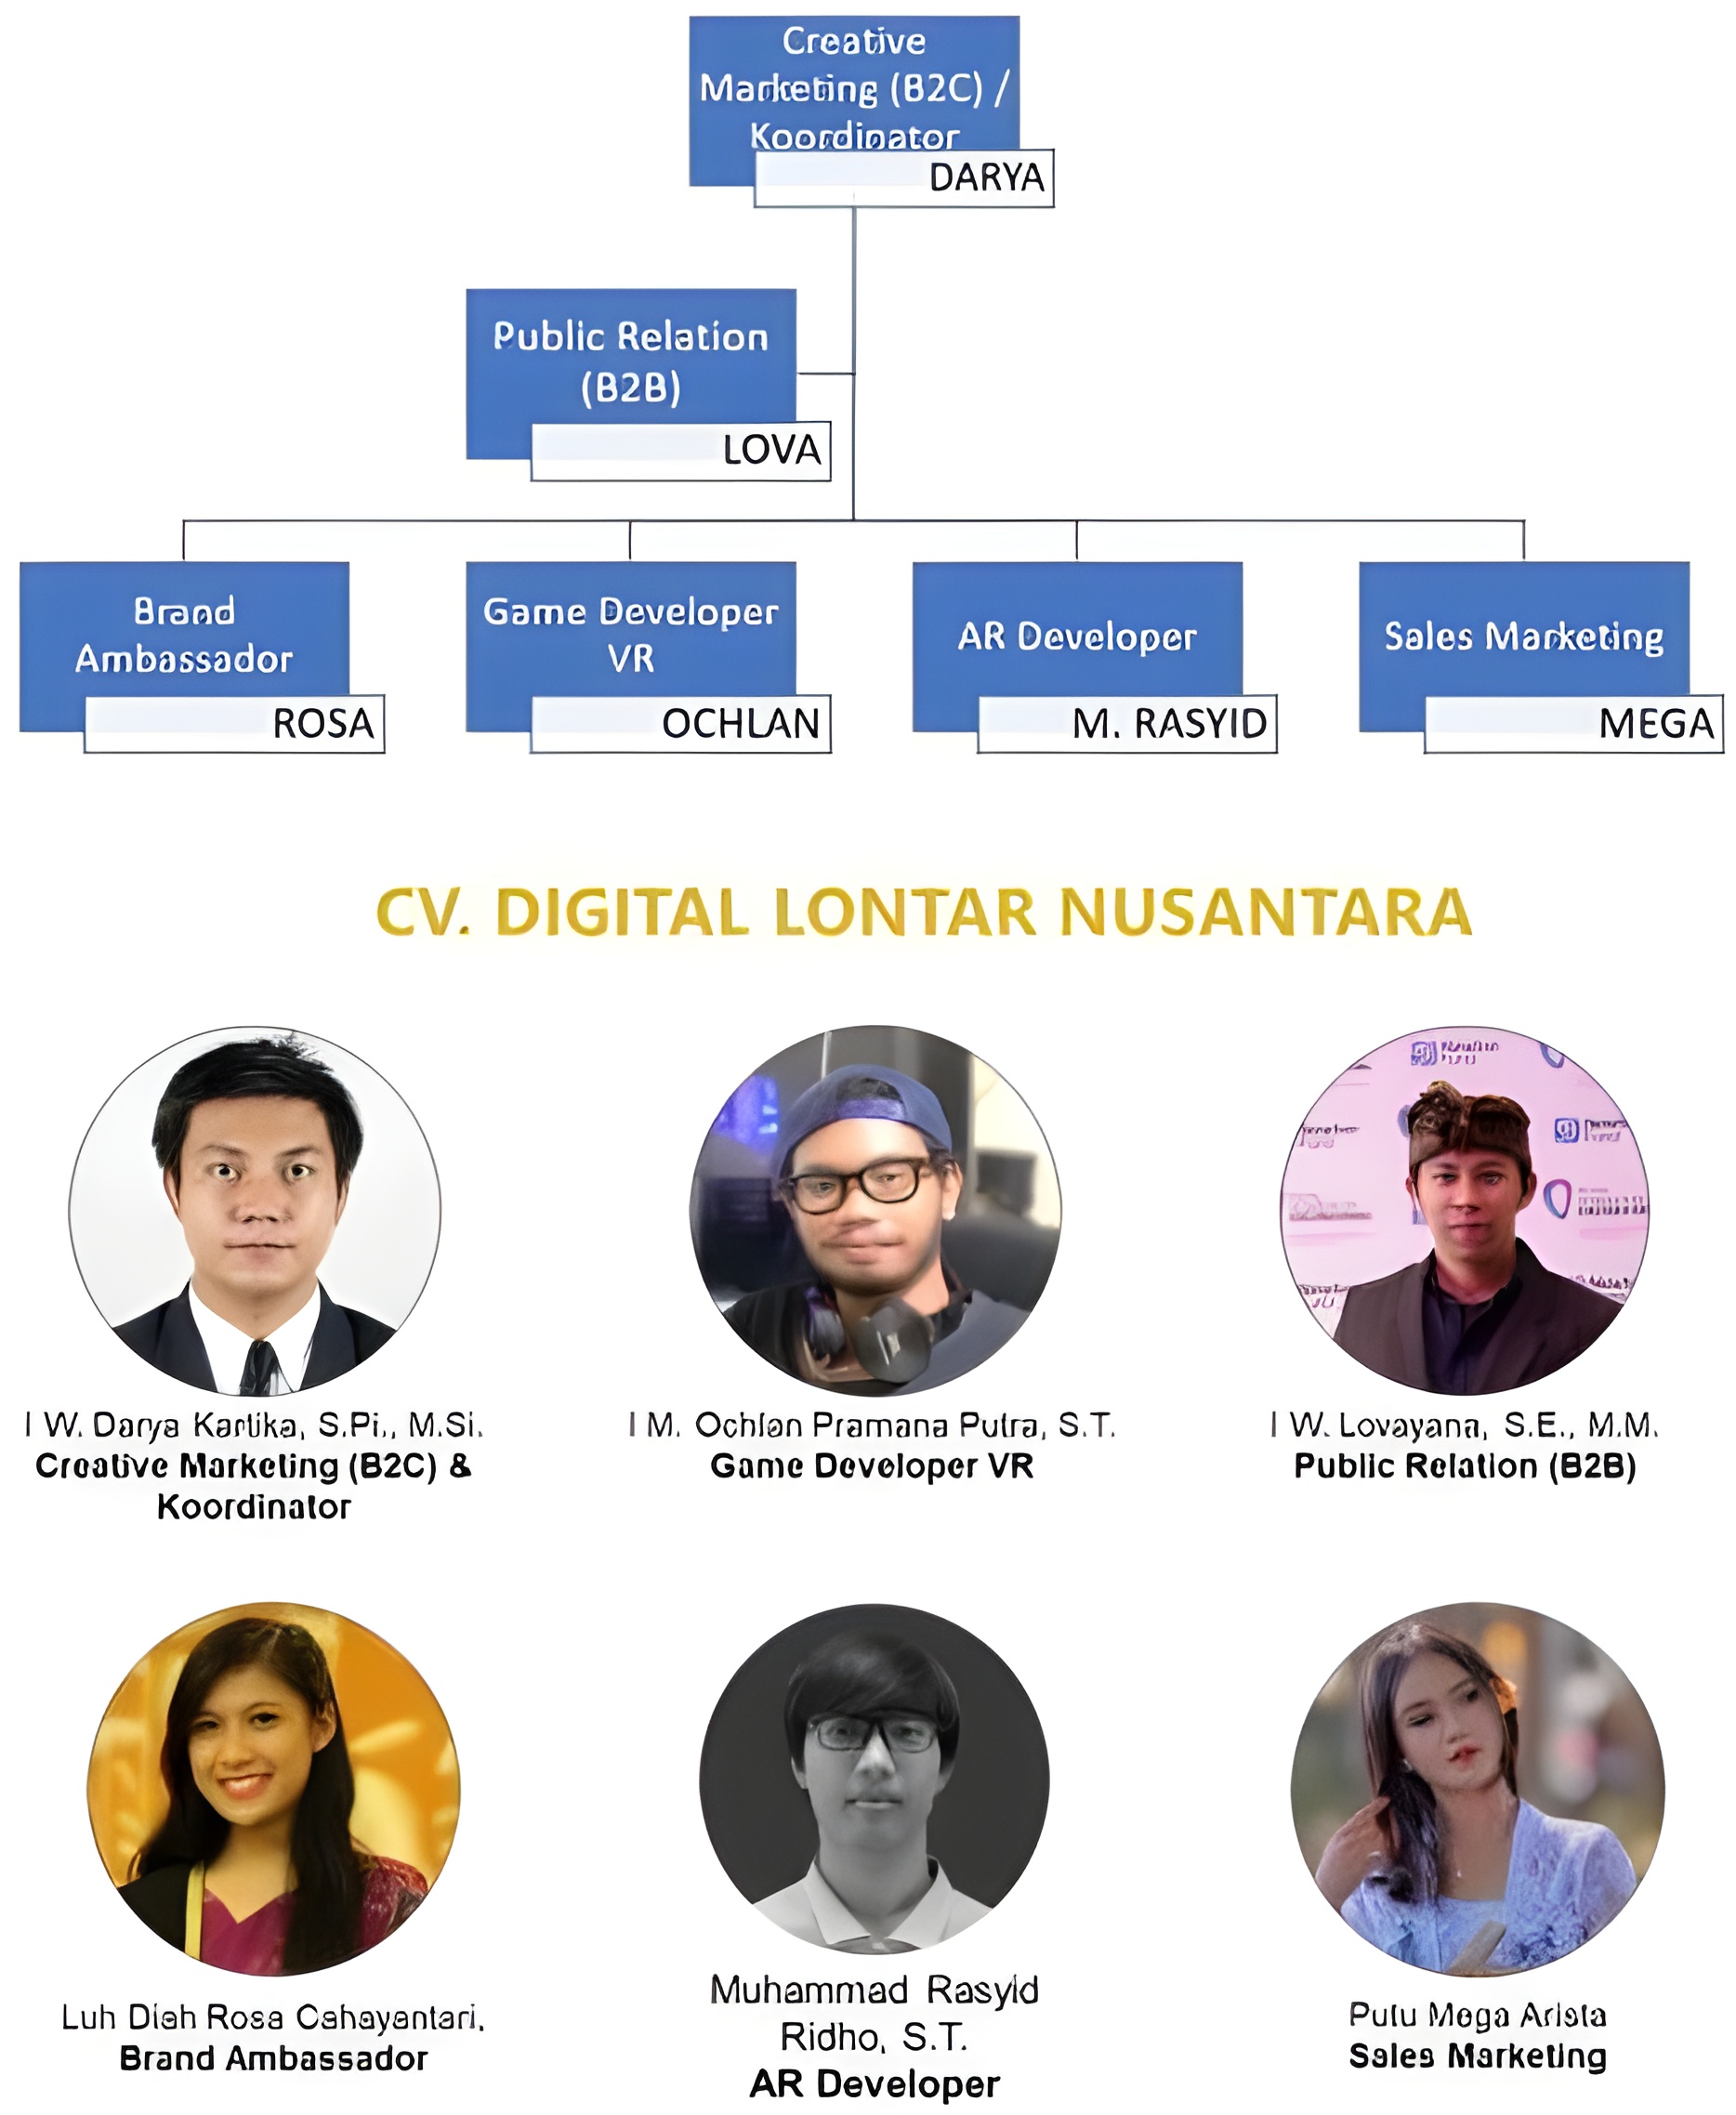 Creative
Marketing (B2C) /
Koordinator
DARYA
Public Relation
(B2B)
LOVA
Brand
Ambassador
ROSA
Game Developer
VR
OCHLAN
AR Developer
M. RASYID
Sales Marketing
MEGA
CV. DIGITAL LONTAR NUSANTARA
I W. Darya Kartika, S.Pi., M.Si.
Creative Marketing (B2C) &
Koordinator
I M. Ochlan Pramana Putra, S.T.
Game Developer VR
I W. Lovayana, S.E., M.M.
Public Relation (B2B)
Luh Diah Rosa Cahayantari,
Brand Ambassador
Muhammad Rasyid
Ridho, S.T.
AR Developer
Putu Mega Arista
Sales Marketing